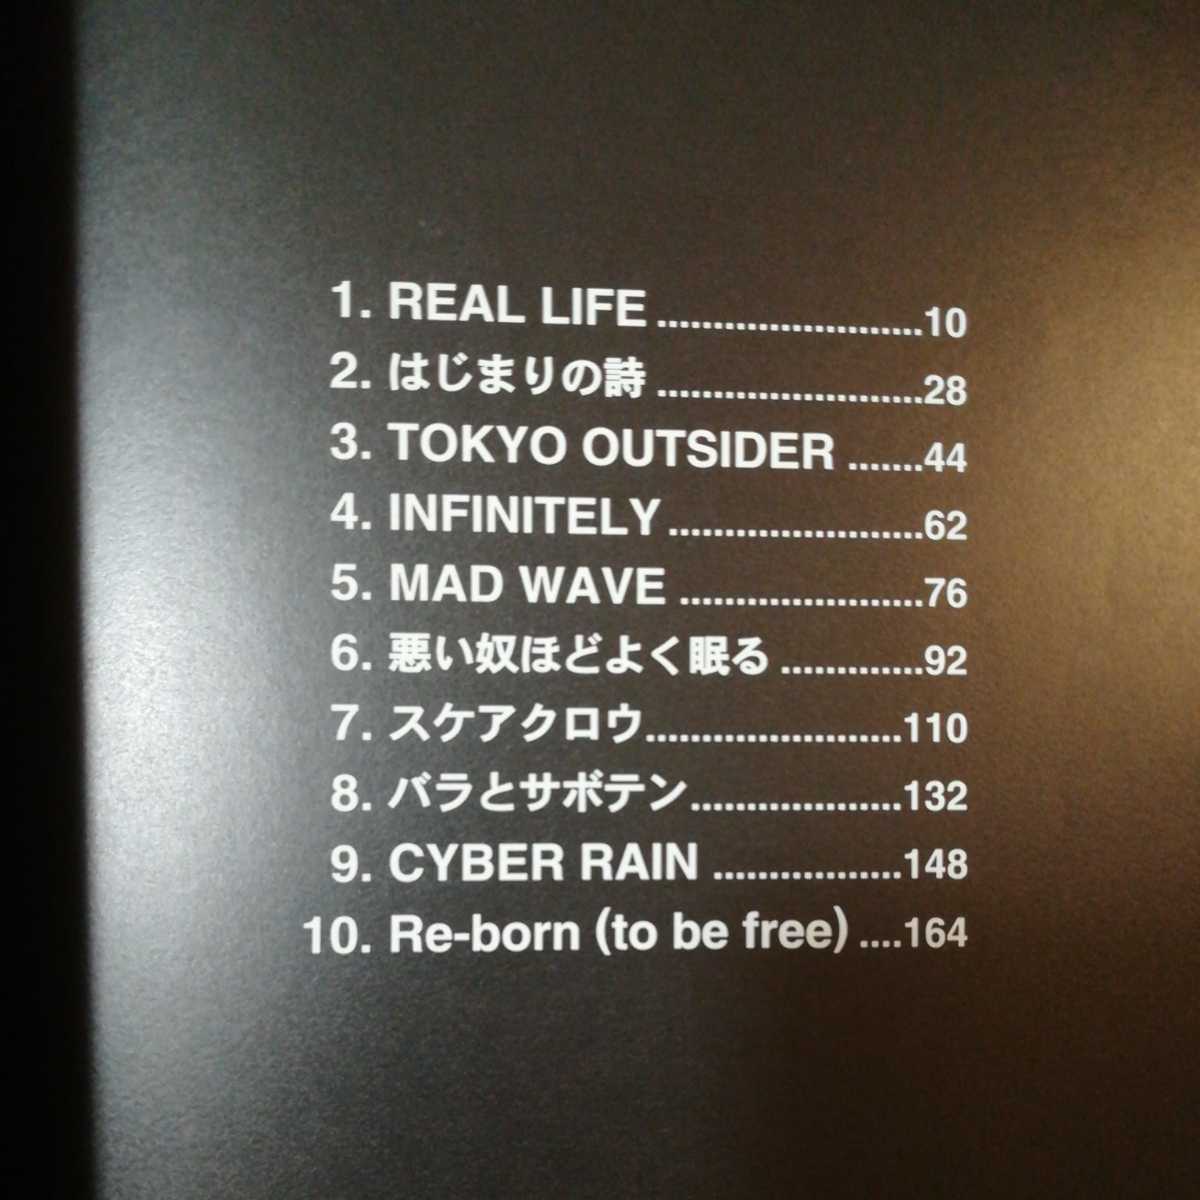 1. REAL LIFE ........................10
2. はじまりの詩 ........................28
3. TOKYO OUTSIDER .......44
4. INFINITELY .......................62
5. MAD WAVE ......................76
6. 悪い奴ほどよく眠る .............92
7. スケアクロウ.......................110
8. バラとサボテン...................132
9. CYBER RAIN .................148
10. Re-born (to be free) ....164